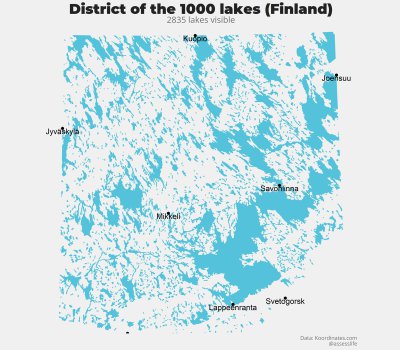 District of the 1000 lakes (Finland)
2835 lakes visible
Kuopio
Joensuu
Jyväskylä
Savonlinna
Mikkeli
Svetogorsk
Lappeenranta
Data: Koordinates.com
@assesslife